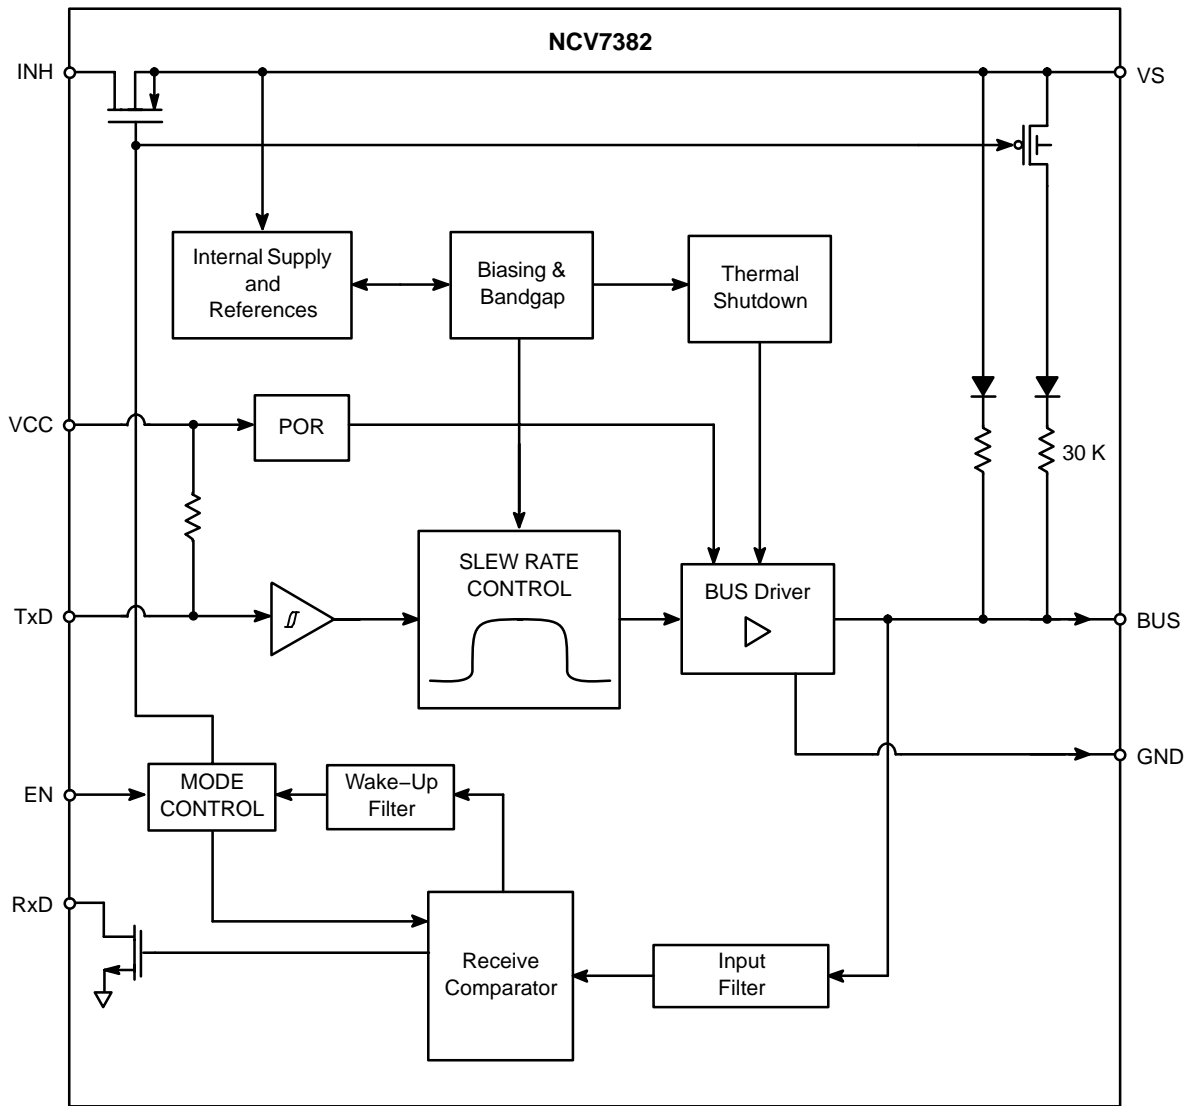 NCV7382
INH
VS
Internal Supply
and
References
Biasing &
Bandgap
Thermal
Shutdown
VCC
POR
30 K
SLEW RATE
CONTROL
TxD
BUS Driver
BUS
GND
MODE
CONTROL
EN
Wake−Up
Filter
RxD
Receive
Comparator
Input
Filter